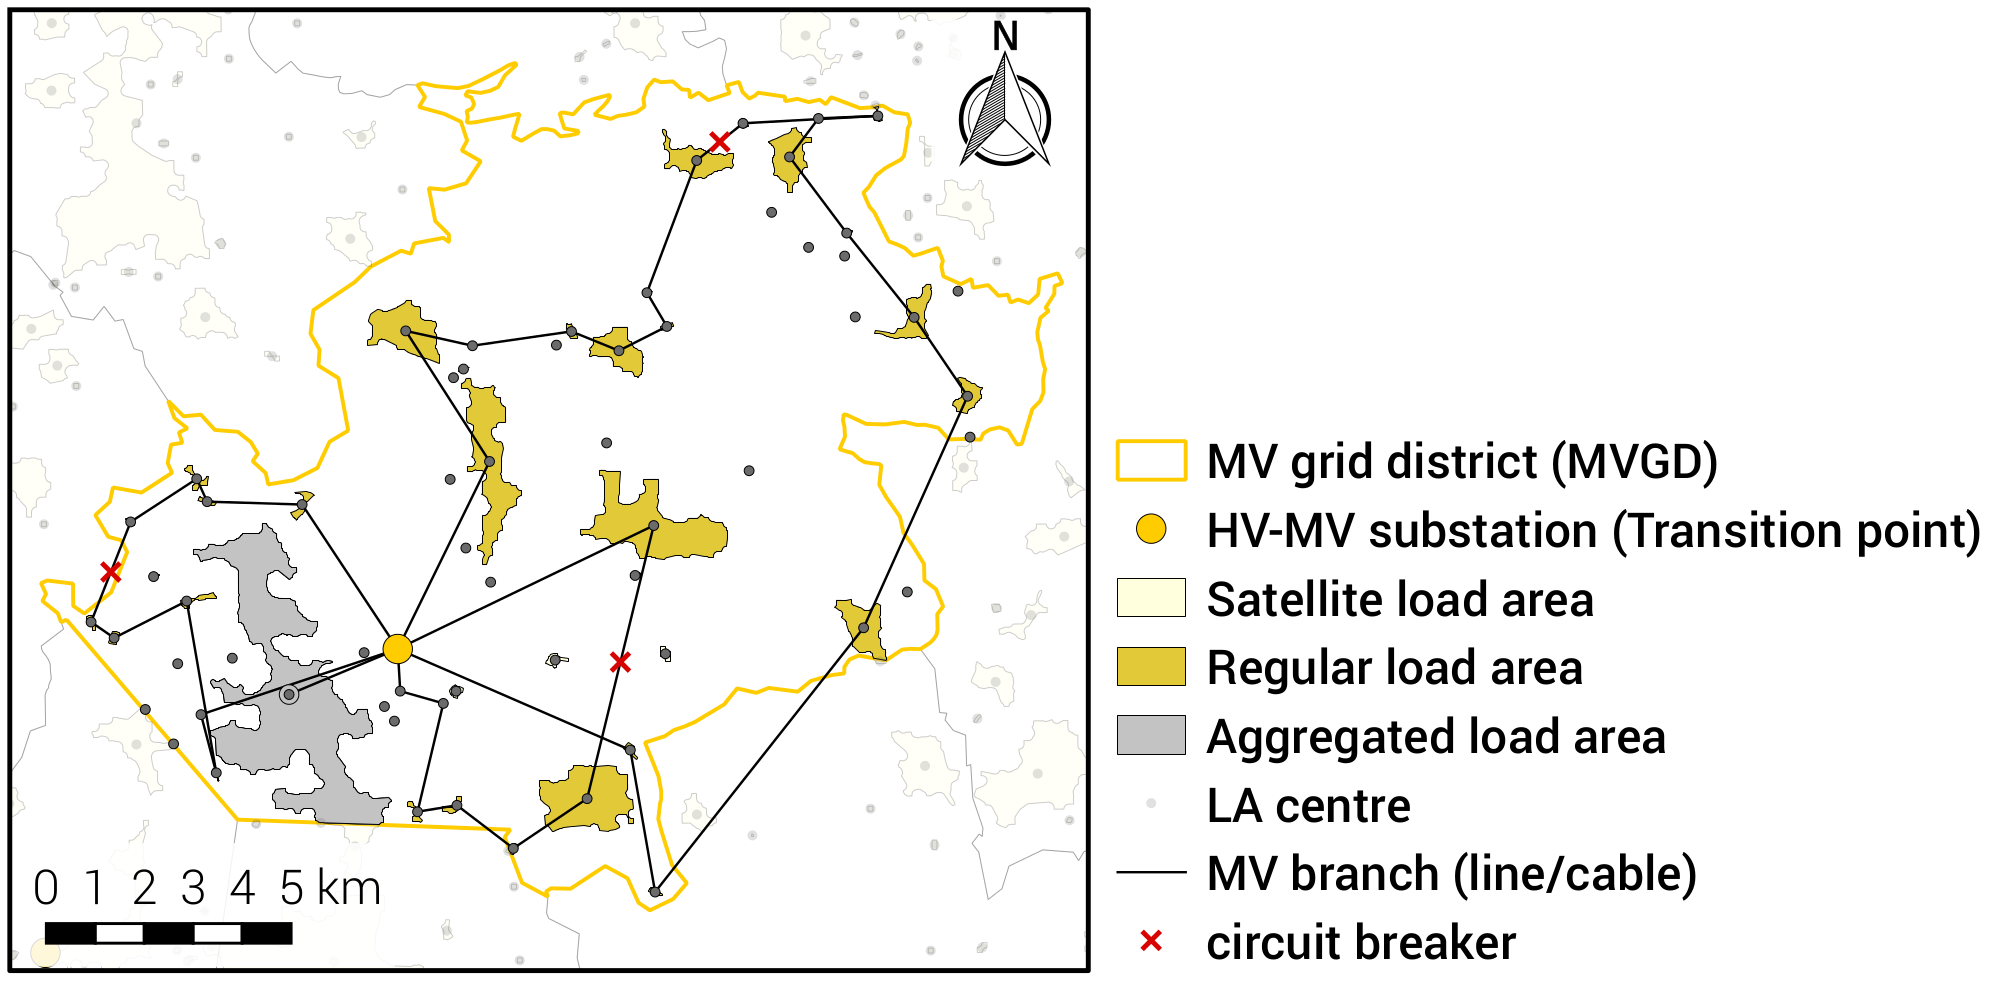 N
0 1 2 3 4 5 km
MV grid district (MVGD)
HV-MV substation (Transition point)
Satellite load area
Regular load area
Aggregated load area
LA centre
MV branch (line/cable)
circuit breaker